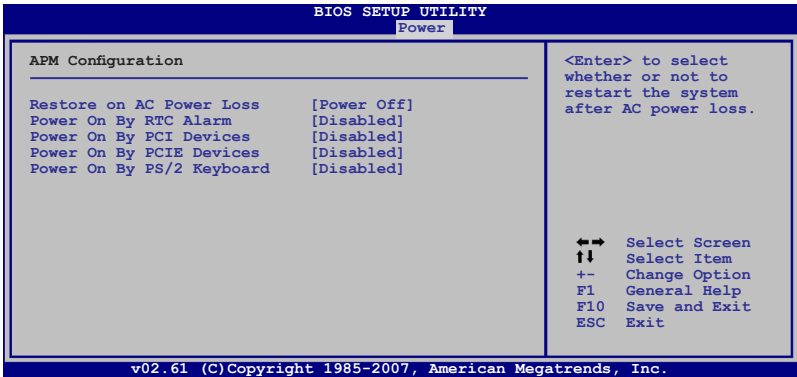 BIOS SETUP UTILITY
Power
APM Configuration
Restore on AC Power Loss [Power Off]
Power On By RTC Alarm [Disabled]
Power On By PCI Devices [Disabled]
Power On By PCIE Devices [Disabled]
Power On By PS/2 Keyboard [Disabled]
<Enter> to select
whether or not to
restart the system
after AC power loss.
←→ Select Screen
↑↓ Select Item
+- Change Option
F1 General Help
F10 Save and Exit
ESC Exit
v02.61 (C)Copyright 1985-2007, American Megatrends, Inc.